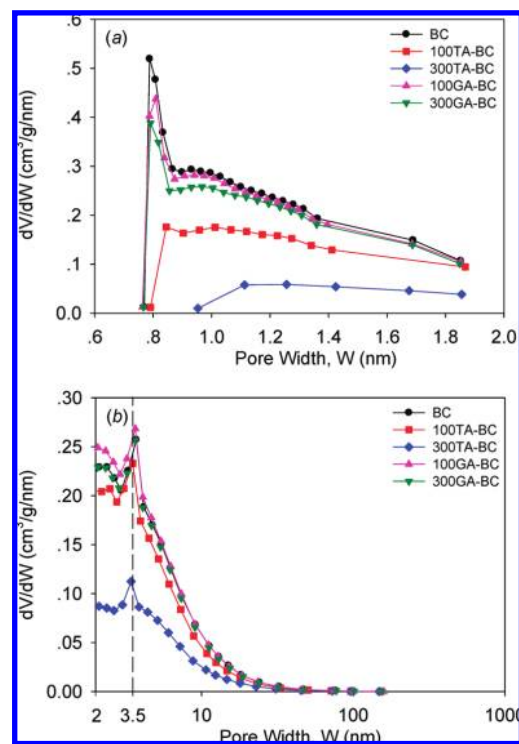 (a)
BC
100TA-BC
300TA-BC
100GA-BC
300GA-BC
dV/dW (cm³/g/nm)
.6
.5
.4
.3
.2
.1
0.0
.6 .8 1.0 1.2 1.4 1.6 1.8 2.0
Pore Width, W (nm)
(b)
BC
100TA-BC
300TA-BC
100GA-BC
300GA-BC
dV/dW (cm³/g/nm)
.30
.25
.20
.15
.10
.05
0.00
2 3.5 10 100 1000
Pore Width, W (nm)